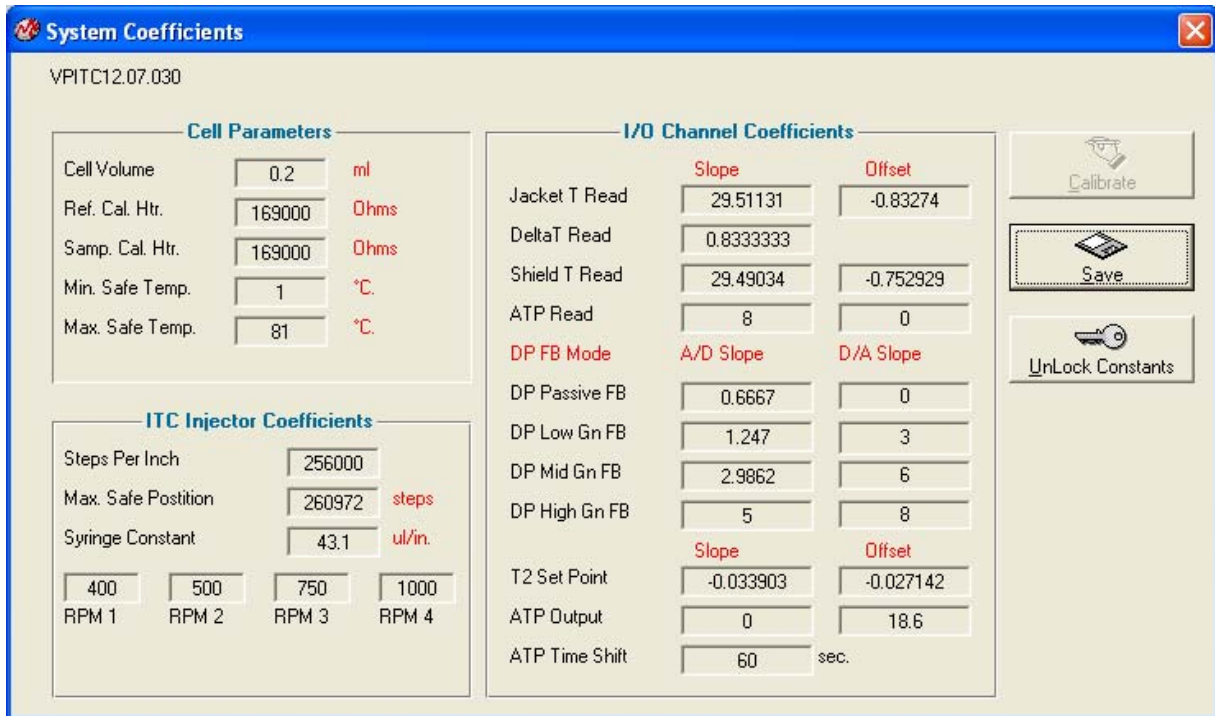 System Coefficients
VPITC12.07.030
Cell Parameters
Cell Volume 0.2 ml
Ref. Cal. Htr. 169000 Ohms
Samp. Cal. Htr. 169000 Ohms
Min. Safe Temp. 1 °C.
Max. Safe Temp. 81 °C.
ITC Injector Coefficients
Steps Per Inch 256000
Max. Safe Postition 260972 steps
Syringe Constant 43.1 ul/in.
400 500 750 1000
RPM 1 RPM 2 RPM 3 RPM 4
I/O Channel Coefficients
Slope Offset
Jacket T Read 29.51131 -0.83274
DeltaT Read 0.8333333
Shield T Read 29.49034 -0.752929
ATP Read 8 0
DP FB Mode A/D Slope D/A Slope
DP Passive FB 0.6667 0
DP Low Gn FB 1.247 3
DP Mid Gn FB 2.9862 6
DP High Gn FB 5 8
Slope Offset
T2 Set Point -0.033903 -0.027142
ATP Output 0 18.6
ATP Time Shift 60 sec.
Calibrate
Save
UnLock Constants